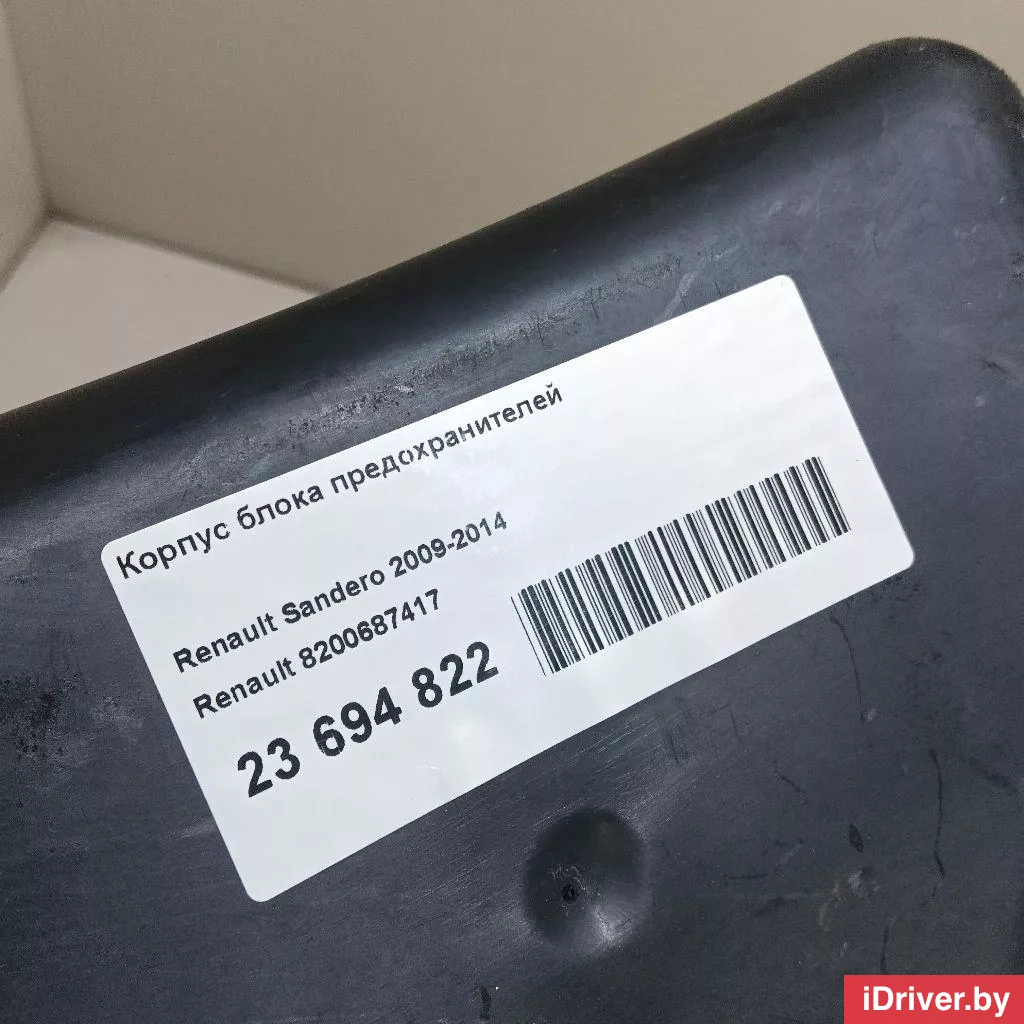 Корпус блока предохранителей
Renault Sandero 2009-2014
Renault 8200687417
23 694 822
iDriver.by